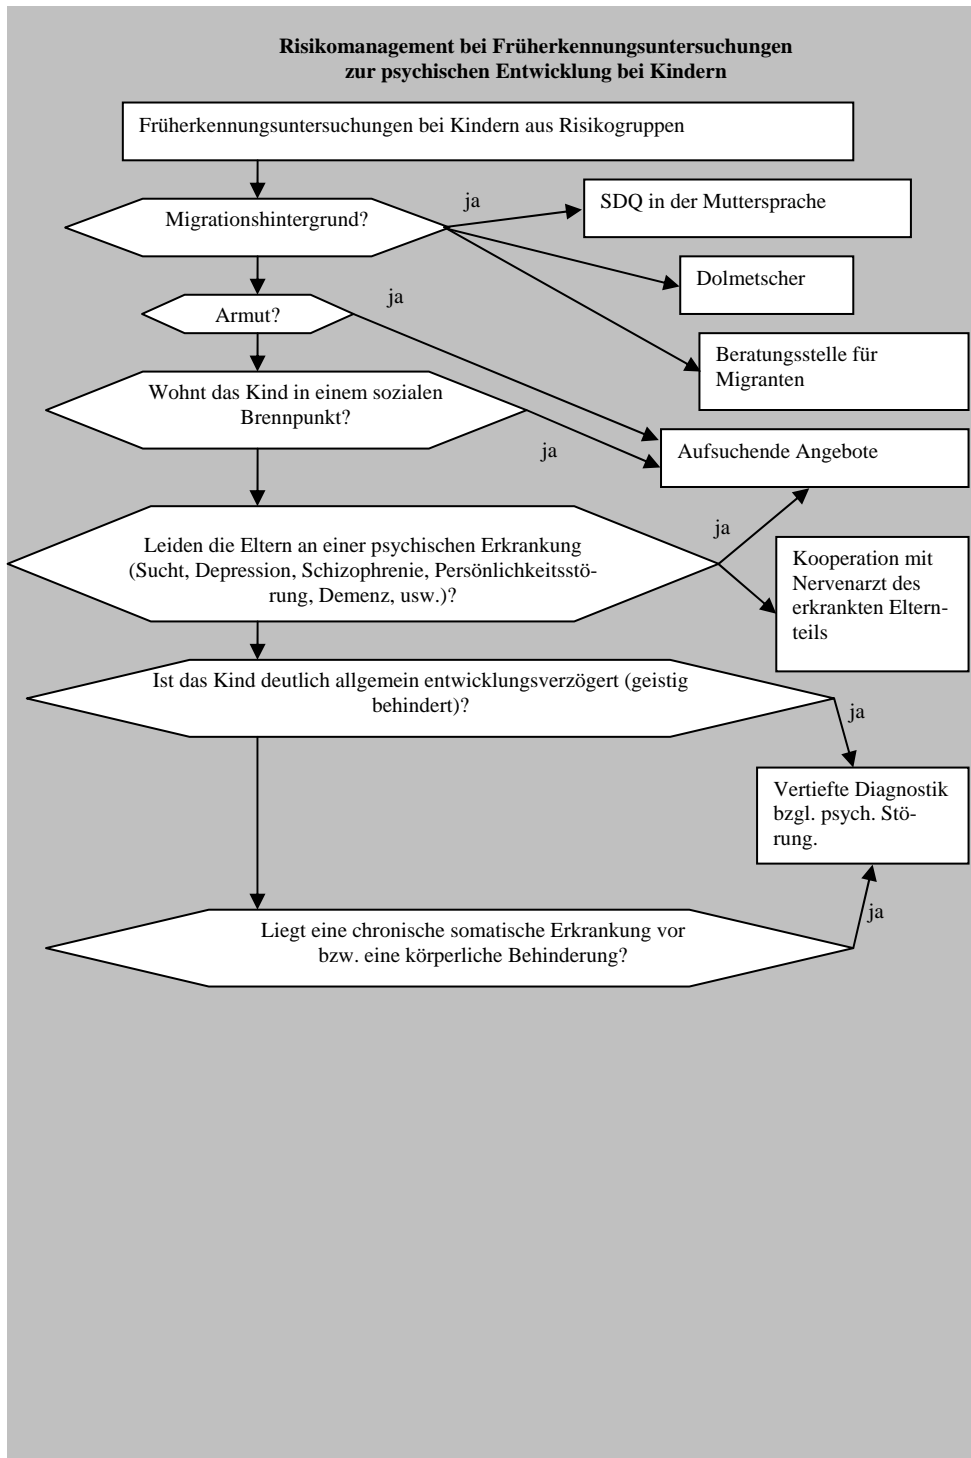 Risikomanagement bei Früherkennungsuntersuchungen
zur psychischen Entwicklung bei Kindern
Früherkennungsuntersuchungen bei Kindern aus Risikogruppen
Migrationshintergrund?
ja
SDQ in der Muttersprache
Dolmetscher
Beratungsstelle für
Migranten
Armut?
ja
Wohnt das Kind in einem sozialen
Brennpunkt?
ja
Aufsuchende Angebote
Leiden die Eltern an einer psychischen Erkrankung
(Sucht, Depression, Schizophrenie, Persönlichkeitsstö-
rung, Demenz, usw.)?
ja
Kooperation mit
Nervenarzt des
erkrankten Eltern-
teils
Ist das Kind deutlich allgemein entwicklungsverzögert (geistig
behindert)?
ja
Vertiefte Diagnostik
bzgl. psych. Stö-
rung.
Liegt eine chronische somatische Erkrankung vor
bzw. eine körperliche Behinderung?
ja